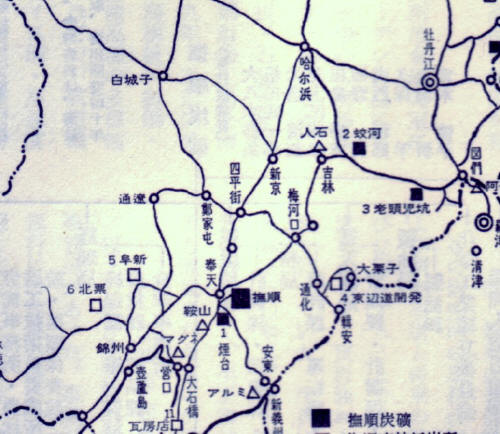 牡丹江
哈尔浜
白城子
人石
2 蛟河
図們
四平街
新京
吉林
梅河口
通遼
鄭家屯
3 老頭児坑
清津
奉天
大栗子
5 阜新
6 北票
撫順
通化
4 東辺道開発
輯安
鞍山
1 煙台
マグネ
錦州
壺蘆島
営口
大石橋
安東
アルミ
新義州
11
瓦房店
撫順炭礦